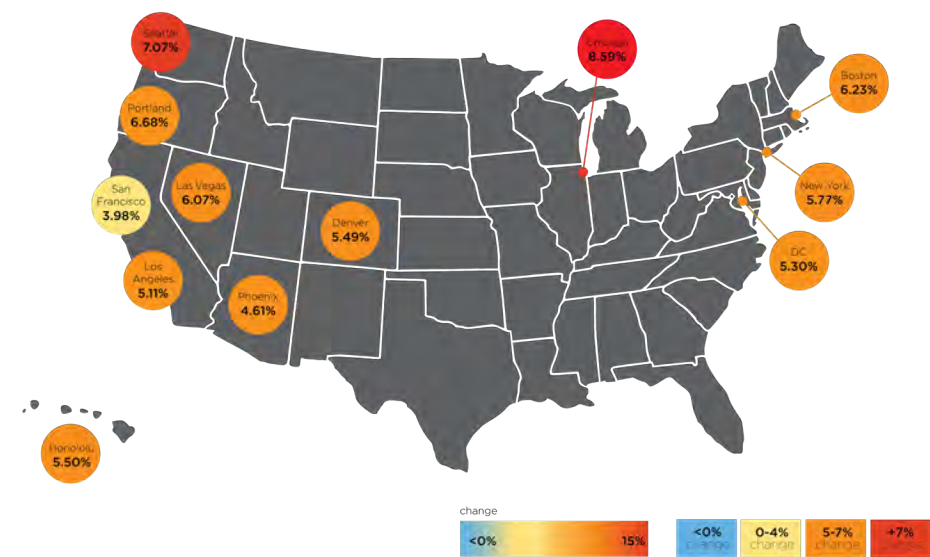 Seattle
7.07%
Chicago
8.59%
Boston
6.23%
Portland
6.68%
Las Vegas
6.07%
San
Francisco
3.98%
New York
5.77%
Denver
5.49%
DC
5.30%
Los
Angeles
5.11%
Phoenix
4.61%
Honolulu
5.50%
change
<0%
15%
<0%
change
0-4%
change
5-7%
change
+7%
change